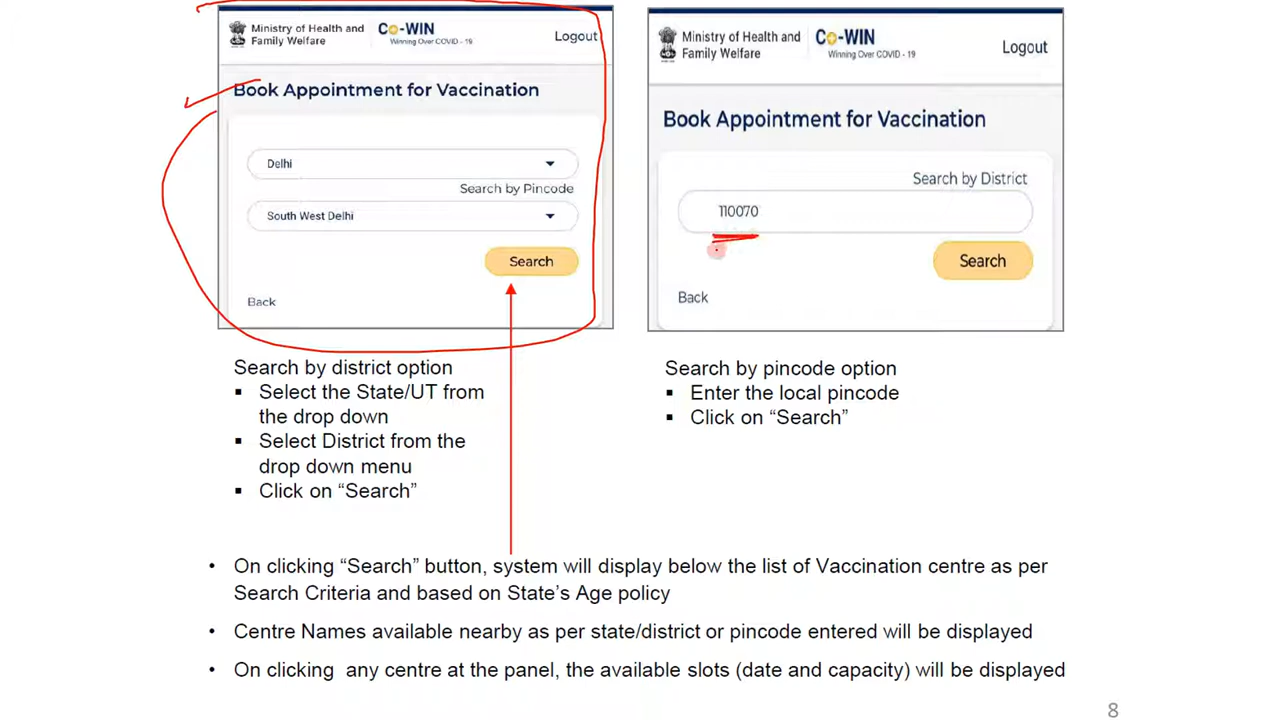 Ministry of Health and
Family Welfare
Co-WIN
Winning Over COVID - 19
Logout
Book Appointment for Vaccination
Delhi
Search by Pincode
South West Delhi
Search
Back
Ministry of Health and
Family Welfare
Co-WIN
Winning Over COVID - 19
Logout
Book Appointment for Vaccination
Search by District
110070
Search
Back
Search by district option
▪ Select the State/UT from
the drop down
▪ Select District from the
drop down menu
▪ Click on “Search”
Search by pincode option
▪ Enter the local pincode
▪ Click on “Search”
• On clicking “Search” button, system will display below the list of Vaccination centre as per
Search Criteria and based on State’s Age policy
• Centre Names available nearby as per state/district or pincode entered will be displayed
• On clicking any centre at the panel, the available slots (date and capacity) will be displayed
8